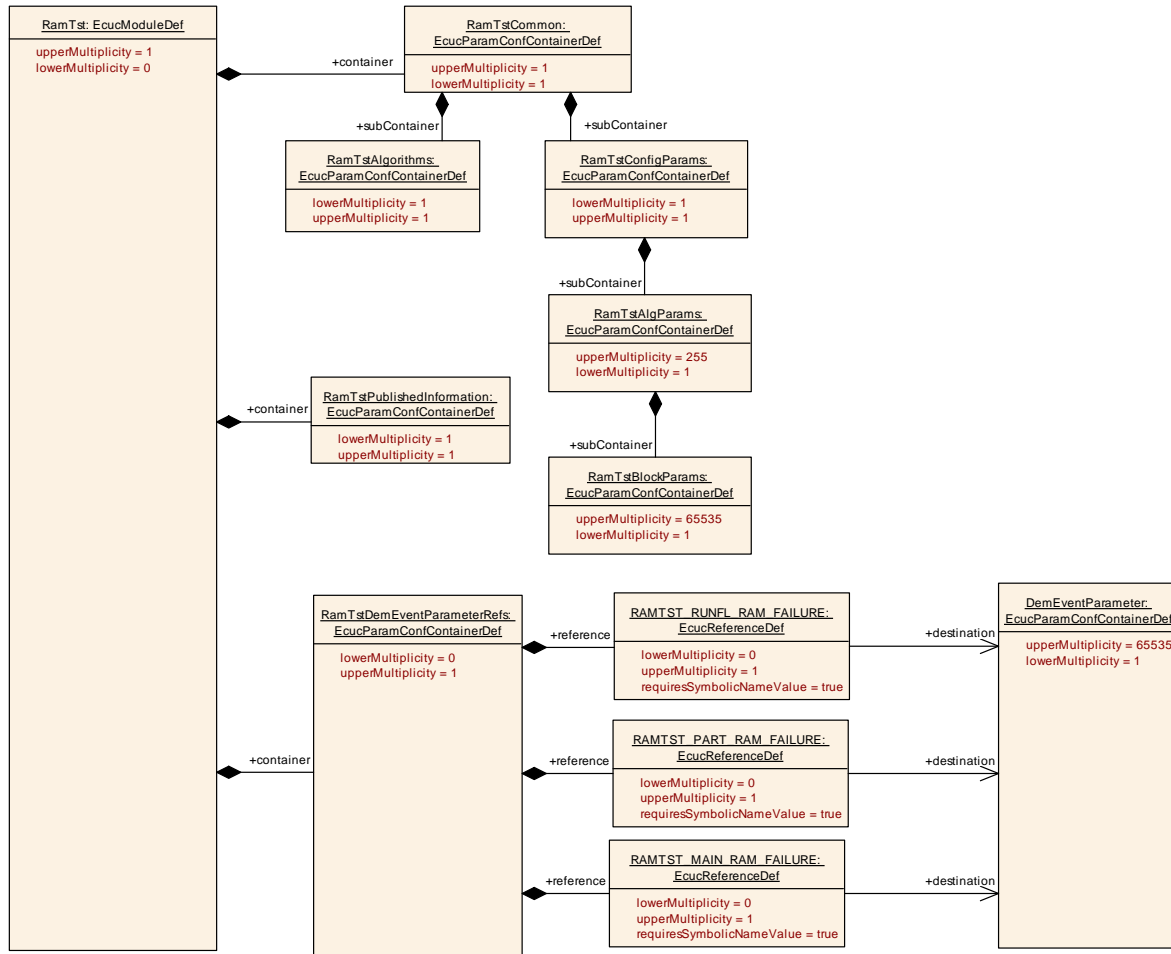 RamTst: EcucModuleDef
upperMultiplicity = 1
lowerMultiplicity = 0
+container
RamTstCommon:
EcucParamConfContainerDef
upperMultiplicity = 1
lowerMultiplicity = 1
+subContainer
+subContainer
RamTstAlgorithms:
EcucParamConfContainerDef
lowerMultiplicity = 1
upperMultiplicity = 1
RamTstConfigParams:
EcucParamConfContainerDef
lowerMultiplicity = 1
upperMultiplicity = 1
+subContainer
RamTstAlgParams:
EcucParamConfContainerDef
upperMultiplicity = 255
lowerMultiplicity = 1
+container
RamTstPublishedInformation:
EcucParamConfContainerDef
lowerMultiplicity = 1
upperMultiplicity = 1
+subContainer
RamTstBlockParams:
EcucParamConfContainerDef
upperMultiplicity = 65535
lowerMultiplicity = 1
+container
RamTstDemEventParameterRefs:
EcucParamConfContainerDef
lowerMultiplicity = 0
upperMultiplicity = 1
+reference
RAMTST_RUNFL_RAM_FAILURE:
EcucReferenceDef
lowerMultiplicity = 0
upperMultiplicity = 1
requiresSymbolicNameValue = true
+destination
DemEventParameter:
EcucParamConfContainerDef
upperMultiplicity = 65535
lowerMultiplicity = 1
+reference
RAMTST_PART_RAM_FAILURE:
EcucReferenceDef
lowerMultiplicity = 0
upperMultiplicity = 1
requiresSymbolicNameValue = true
+destination
+reference
RAMTST_MAIN_RAM_FAILURE:
EcucReferenceDef
lowerMultiplicity = 0
upperMultiplicity = 1
requiresSymbolicNameValue = true
+destination